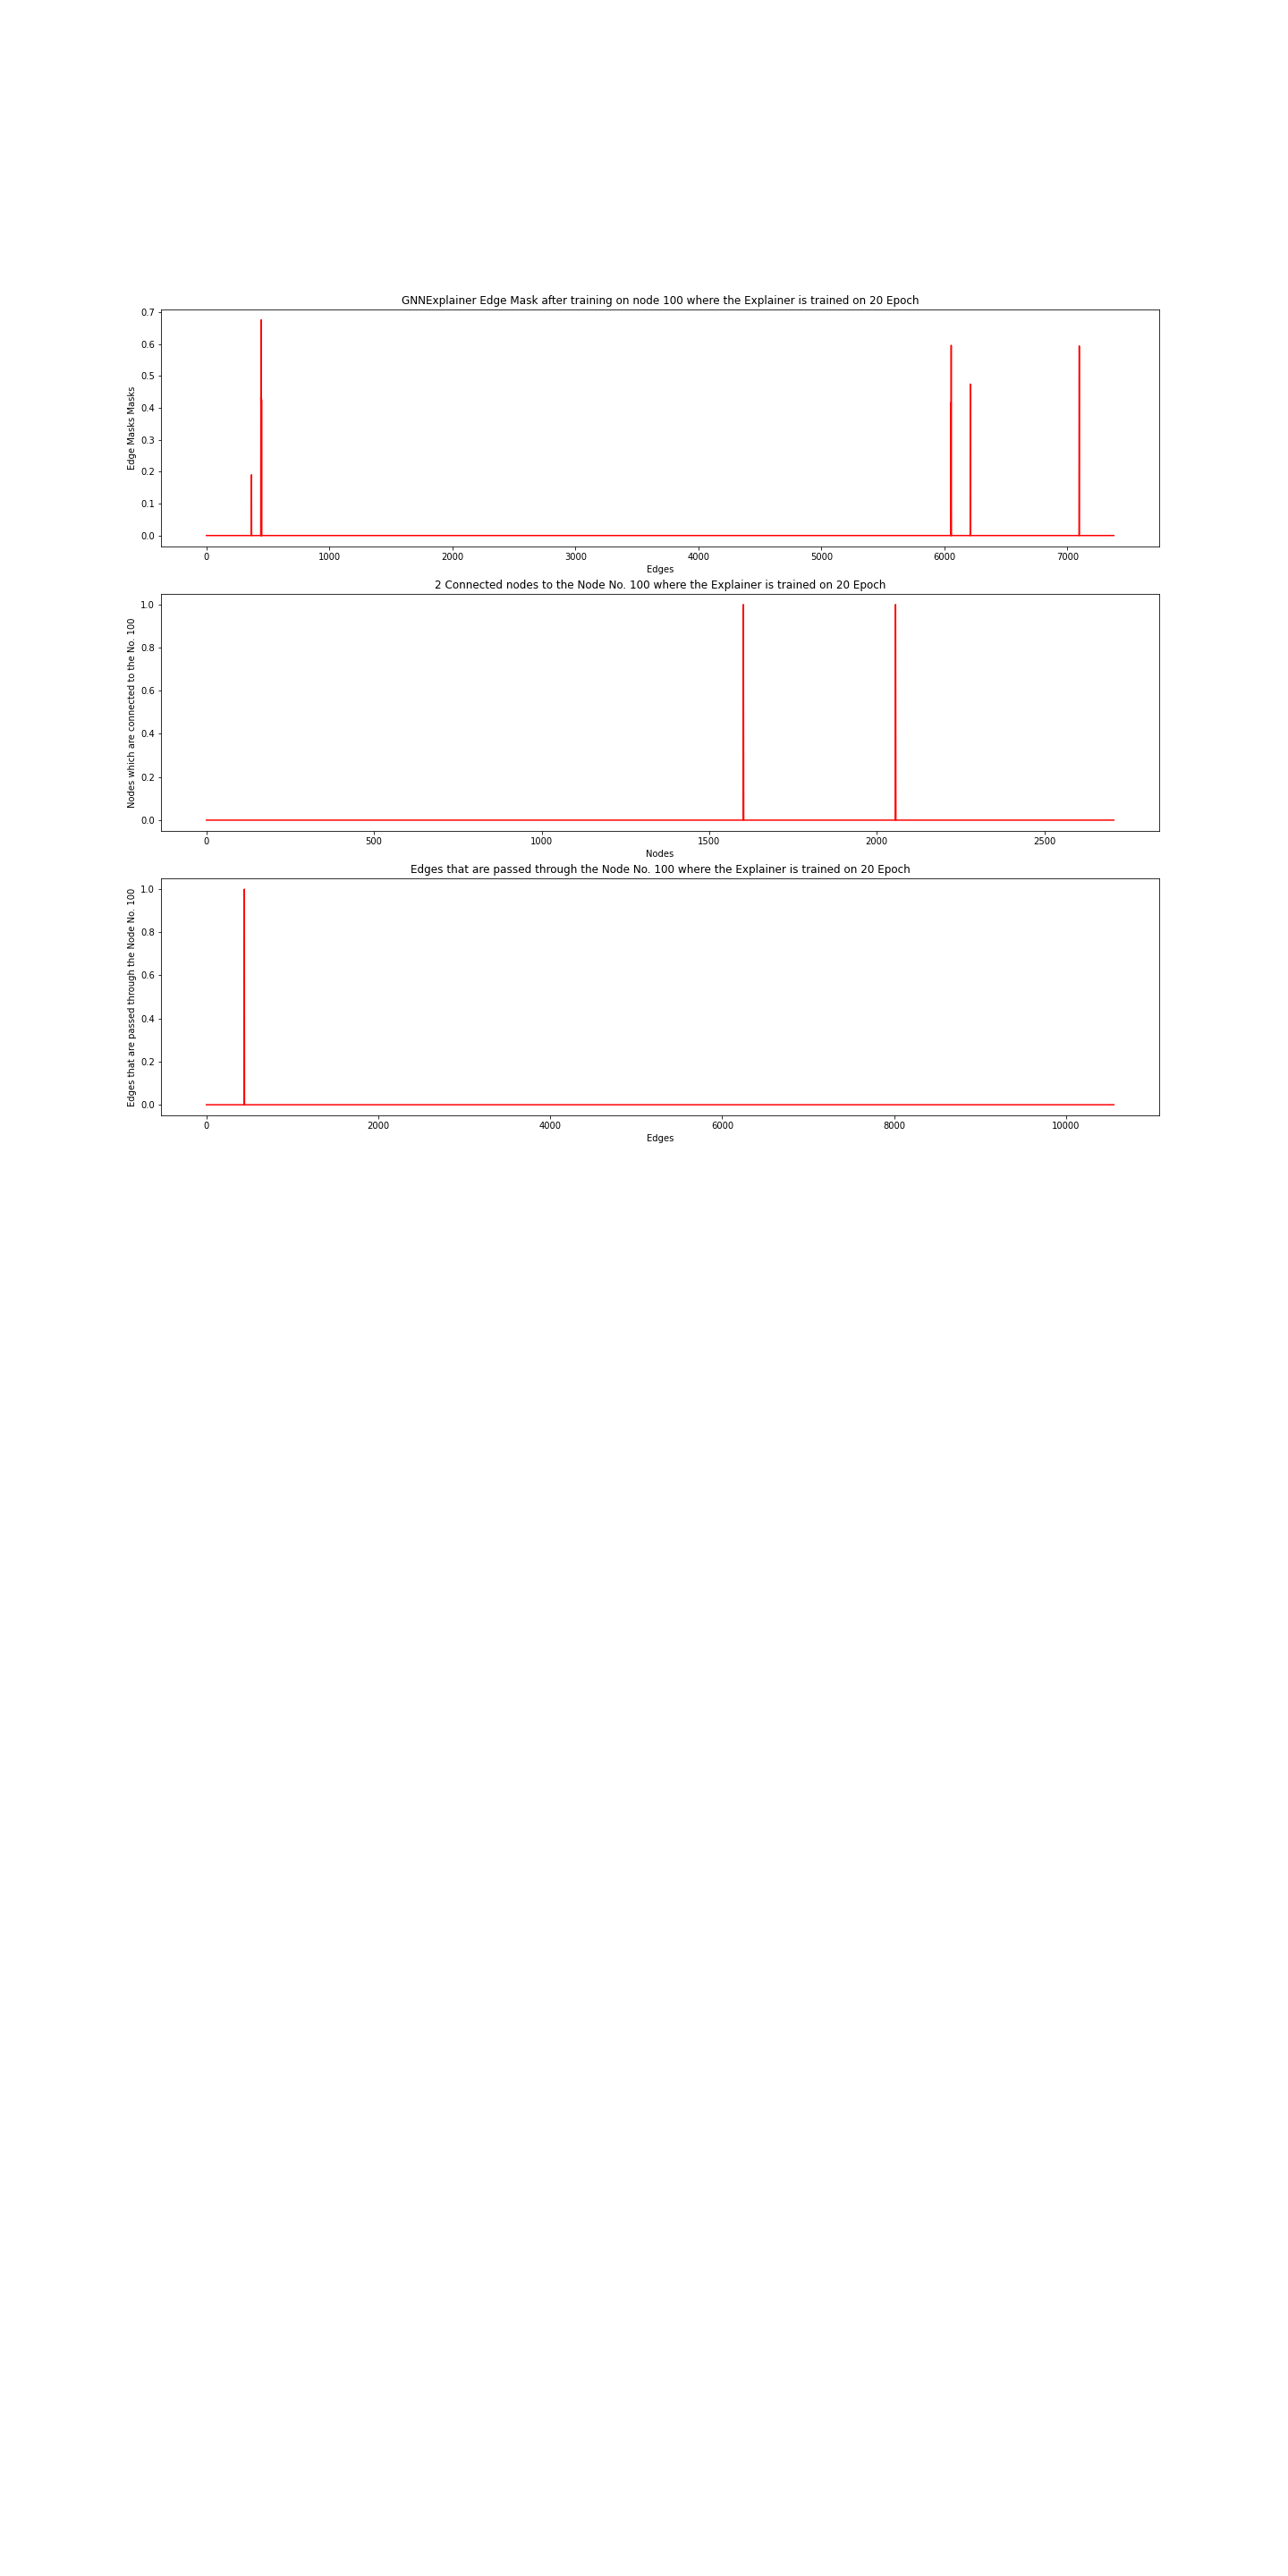 GNNExplainer Edge Mask after training on node 100 where the Explainer is trained on 20 Epoch
Edge Masks Masks
0.7
0.6
0.5
0.4
0.3
0.2
0.1
0.0
0 1000 2000 3000 4000 5000 6000 7000
Edges
2 Connected nodes to the Node No. 100 where the Explainer is trained on 20 Epoch
Nodes which are connected to the No. 100
1.0
0.8
0.6
0.4
0.2
0.0
0 500 1000 1500 2000 2500
Nodes
Edges that are passed through the Node No. 100 where the Explainer is trained on 20 Epoch
Edges that are passed through the Node No. 100
1.0
0.8
0.6
0.4
0.2
0.0
0 2000 4000 6000 8000 10000
Edges